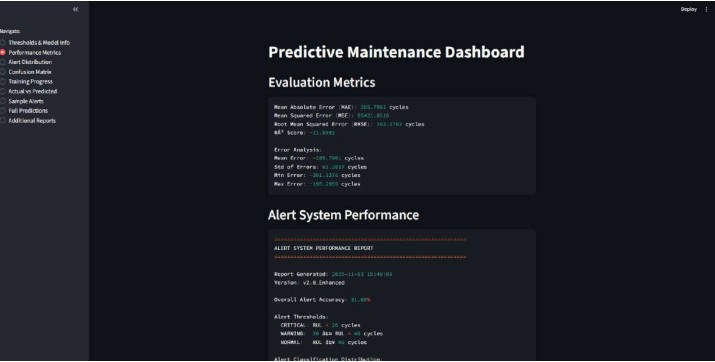 Deploy
Navigate:
Thresholds & Model Info
Performance Metrics
Alert Distribution
Confusion Matrix
Training Progress
Actual vs Predicted
Sample Alerts
Full Predictions
Additional Reports
Predictive Maintenance Dashboard
Evaluation Metrics
Mean Absolute Error (MAE): cycles
Mean Squared Error (MSE):
Root Mean Squared Error (RMSE): cycles
Score:
Error Analysis:
Mean Error: cycles
Std of Errors: cycles
Min Error: cycles
Max Error: cycles
Alert System Performance
ALERT SYSTEM PERFORMANCE REPORT
Report Generated:
Version: v2.0_Enhanced
Overall Alert Accuracy:
Alert Thresholds:
CRITICAL: RUL < cycles
WARNING: RUL < cycles
NORMAL: RUL cycles
Alert Classification Distribution: